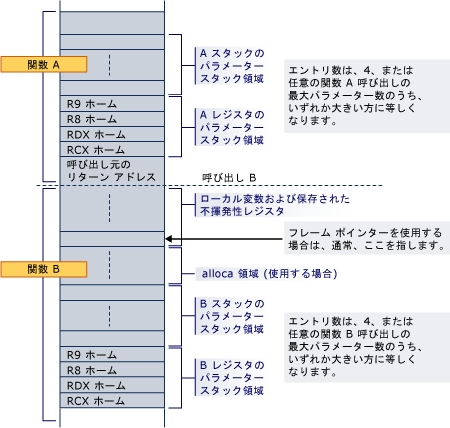 関数 A
A スタックの
パラメーター
スタック領域
エントリ数は、4、または
任意の関数 A 呼び出しの
最大パラメーター数のうち、
いずれか大きい方に等しく
なります。
R9 ホーム
R8 ホーム
RDX ホーム
RCX ホーム
A レジスタの
パラメーター
スタック領域
呼び出し元の
リターン アドレス
呼び出し B
ローカル変数および保存された
不揮発性レジスタ
フレーム ポインターを使用する
場合は、通常、ここを指します。
関数 B
alloca 領域 (使用する場合)
B スタックの
パラメーター
スタック領域
エントリ数は、4、または
任意の関数 B 呼び出しの
最大パラメーター数のうち、
いずれか大きい方に等しく
なります。
R9 ホーム
R8 ホーム
RDX ホーム
RCX ホーム
B レジスタの
パラメーター
スタック領域